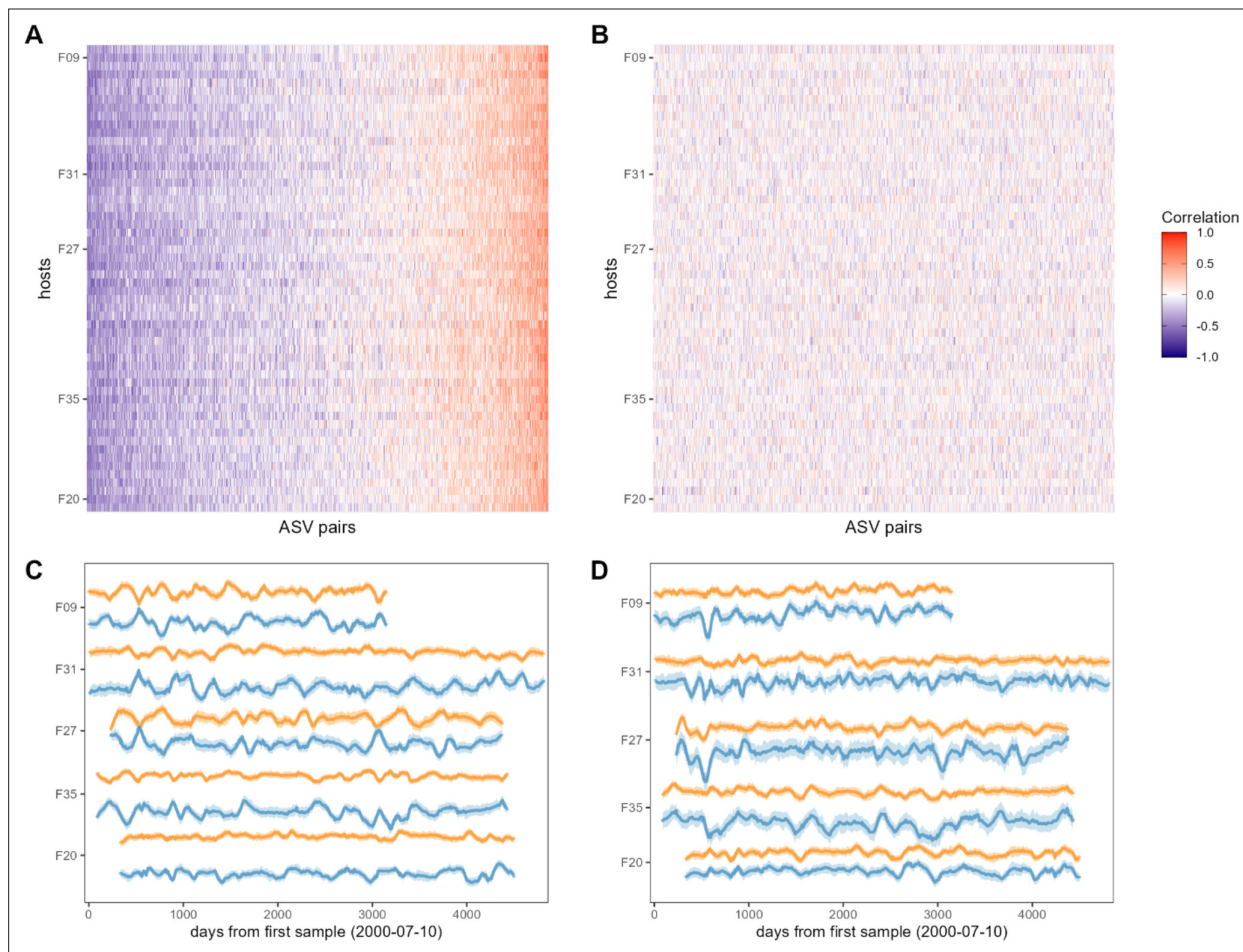 A
B
F09
F31
F27
F35
F20
hosts
ASV pairs
F09
F31
F27
F35
F20
hosts
ASV pairs
Correlation
1.0
0.5
0.0
-0.5
-1.0
C
D
F09
F31
F27
F35
F20
0 1000 2000 3000 4000
days from first sample (2000-07-10)
F09
F31
F27
F35
F20
0 1000 2000 3000 4000
days from first sample (2000-07-10)